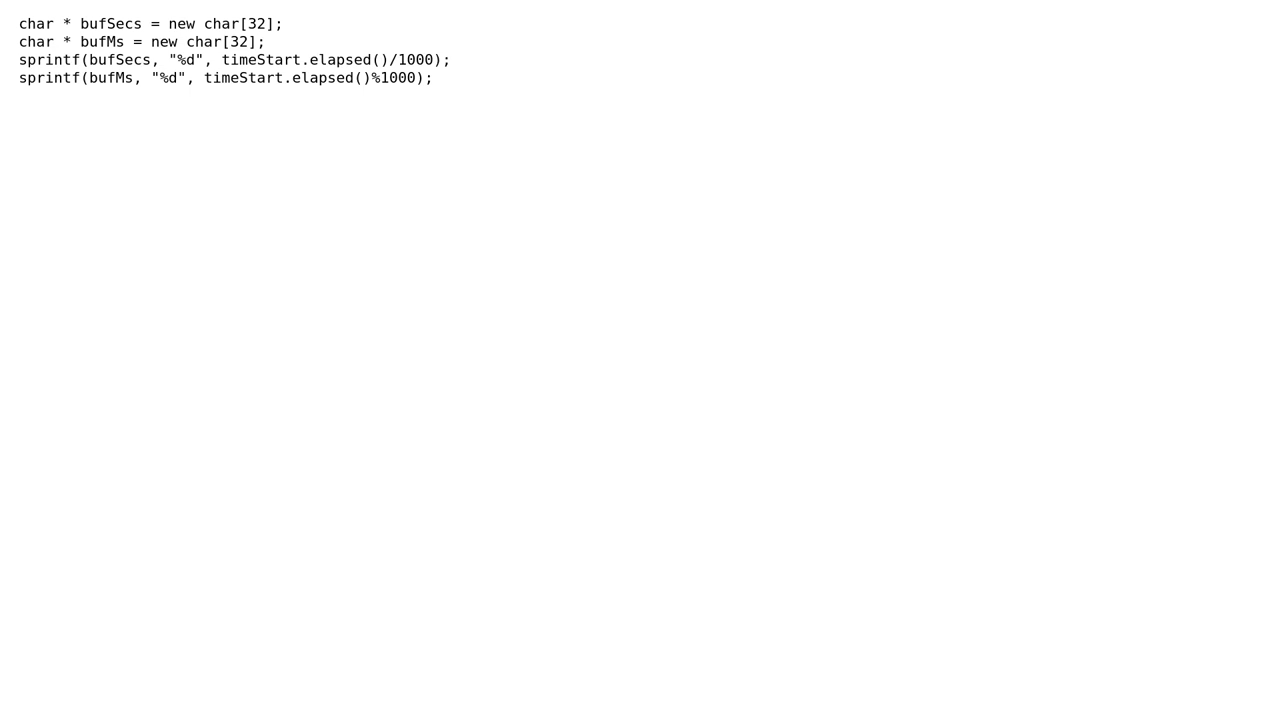 char * bufSecs = new char[32];
char * bufMs = new char[32];
sprintf(bufSecs, "%d", timeStart.elapsed()/1000);
sprintf(bufMs, "%d", timeStart.elapsed()%1000);